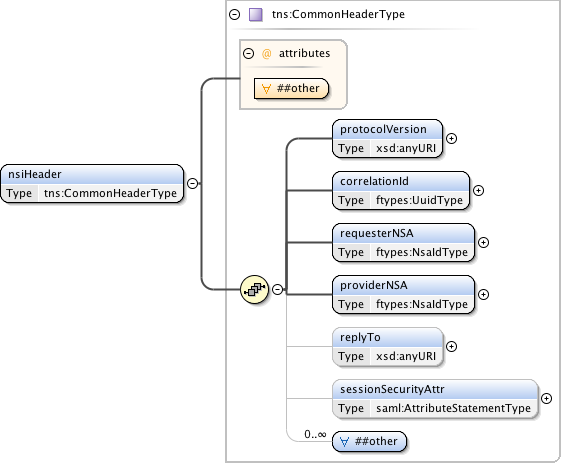 tns:CommonHeaderType
@ attributes
##other
protocolVersion
Type xsd:anyURI
nsiHeader
Type tns:CommonHeaderType
correlationId
Type ftypes:UuidType
requesterNSA
Type ftypes:NsaIdType
providerNSA
Type ftypes:NsaIdType
replyTo
Type xsd:anyURI
sessionSecurityAttr
Type saml:AttributeStatementType
0..∞
##other